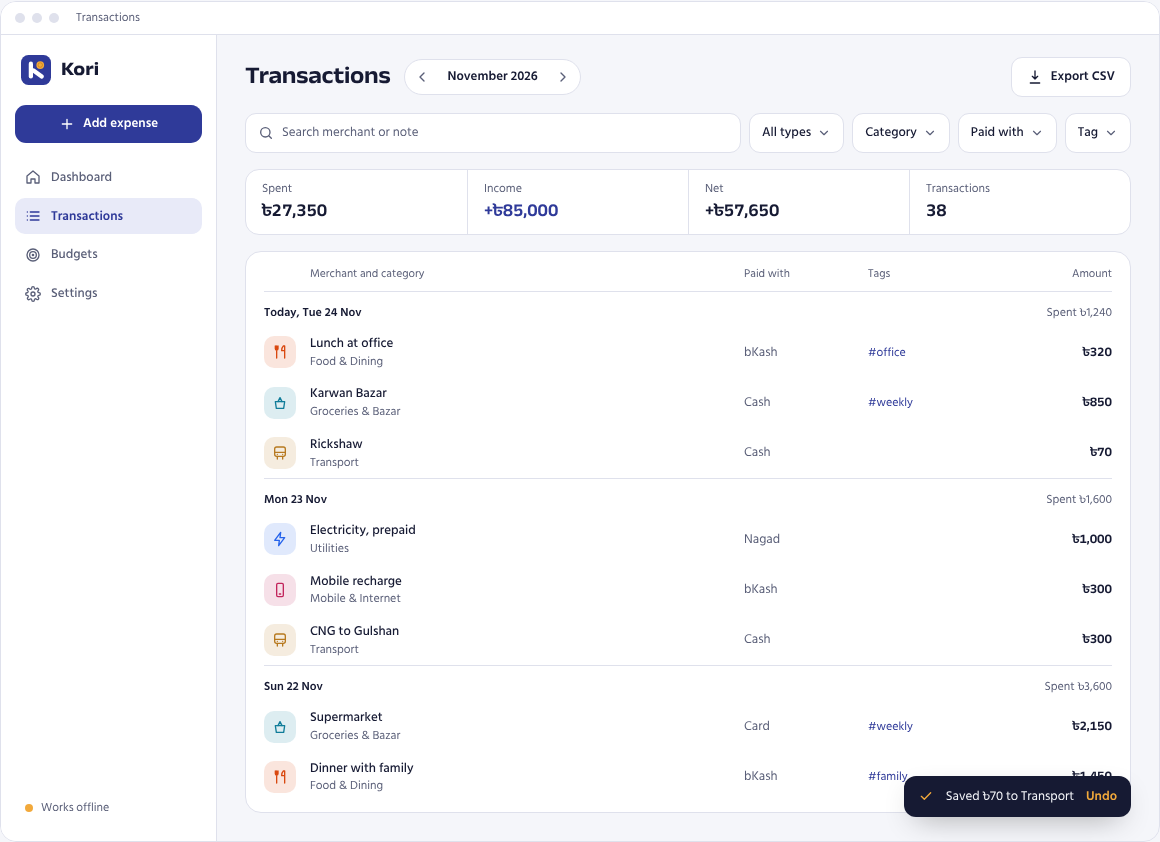 Transactions
Kori
Add expense
Dashboard
Transactions
Budgets
Settings
Works offline
Transactions
November 2026
Export CSV
Search merchant or note
All types
Category
Paid with
Tag
Spent
৳27,350
Income
+৳85,000
Net
+৳57,650
Transactions
38
Merchant and category Paid with Tags Amount
Today, Tue 24 Nov Spent ৳1,240
Lunch at office
Food & Dining
bKash #office ৳320
Karwan Bazar
Groceries & Bazar
Cash #weekly ৳850
Rickshaw
Transport
Cash ৳70
Mon 23 Nov Spent ৳1,600
Electricity, prepaid
Utilities
Nagad ৳1,000
Mobile recharge
Mobile & Internet
bKash ৳300
CNG to Gulshan
Transport
Cash ৳300
Sun 22 Nov Spent ৳3,600
Supermarket
Groceries & Bazar
Card #weekly ৳2,150
Dinner with family
Food & Dining
bKash #family ৳1,450
Saved ৳70 to Transport Undo